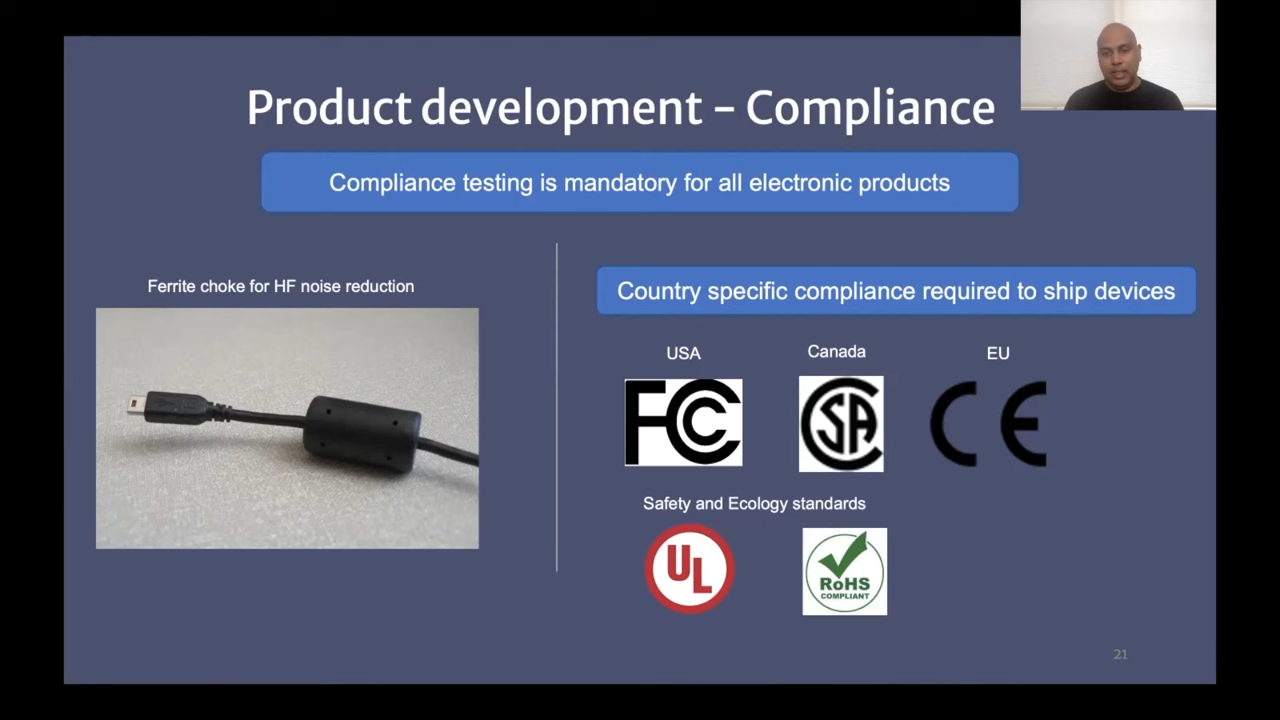 Product development – Compliance
Compliance testing is mandatory for all electronic products
Ferrite choke for HF noise reduction
Country specific compliance required to ship devices
USA
Canada
EU
FCC
CSA
CE
Safety and Ecology standards
UL
RoHS
COMPLIANT
21